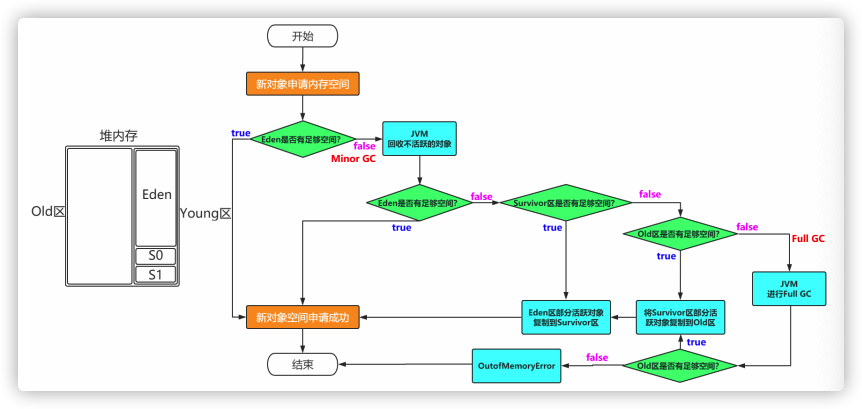 开始
新对象申请内存空间
true
Eden是否有足够空间?
false
Minor GC
JVM
回收不活跃的对象
堆内存
Old区
Eden
S0
S1
Young区
Eden是否有足够空间?
false
true
Survivor区是否有足够空间?
false
true
Old区是否有足够空间?
false
true
Full GC
JVM
进行Full GC
新对象空间申请成功
Eden区部分活跃对象
复制到Survivor区
将Survivor区部分活
跃对象复制到Old区
true
结束
OutofMemoryError
false
Old区是否有足够空间?